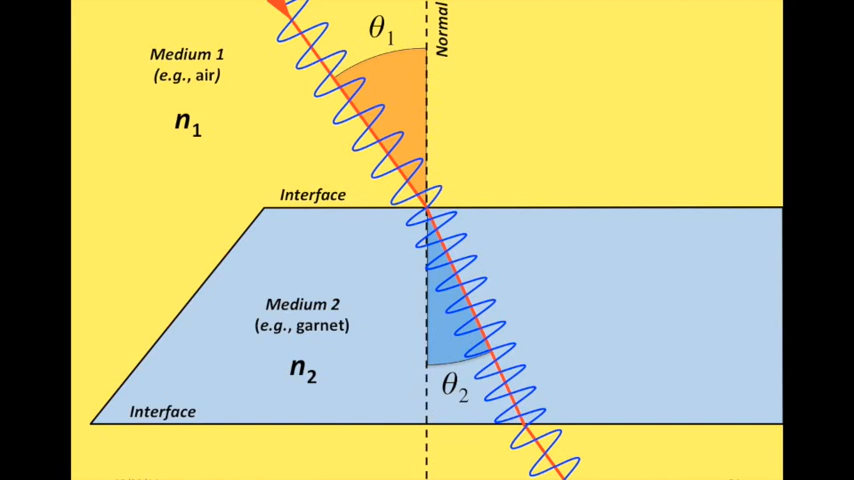 θ₁
Normal
Medium 1
(e.g., air)
n₁
Interface
Medium 2
(e.g., garnet)
n₂
θ₂
Interface